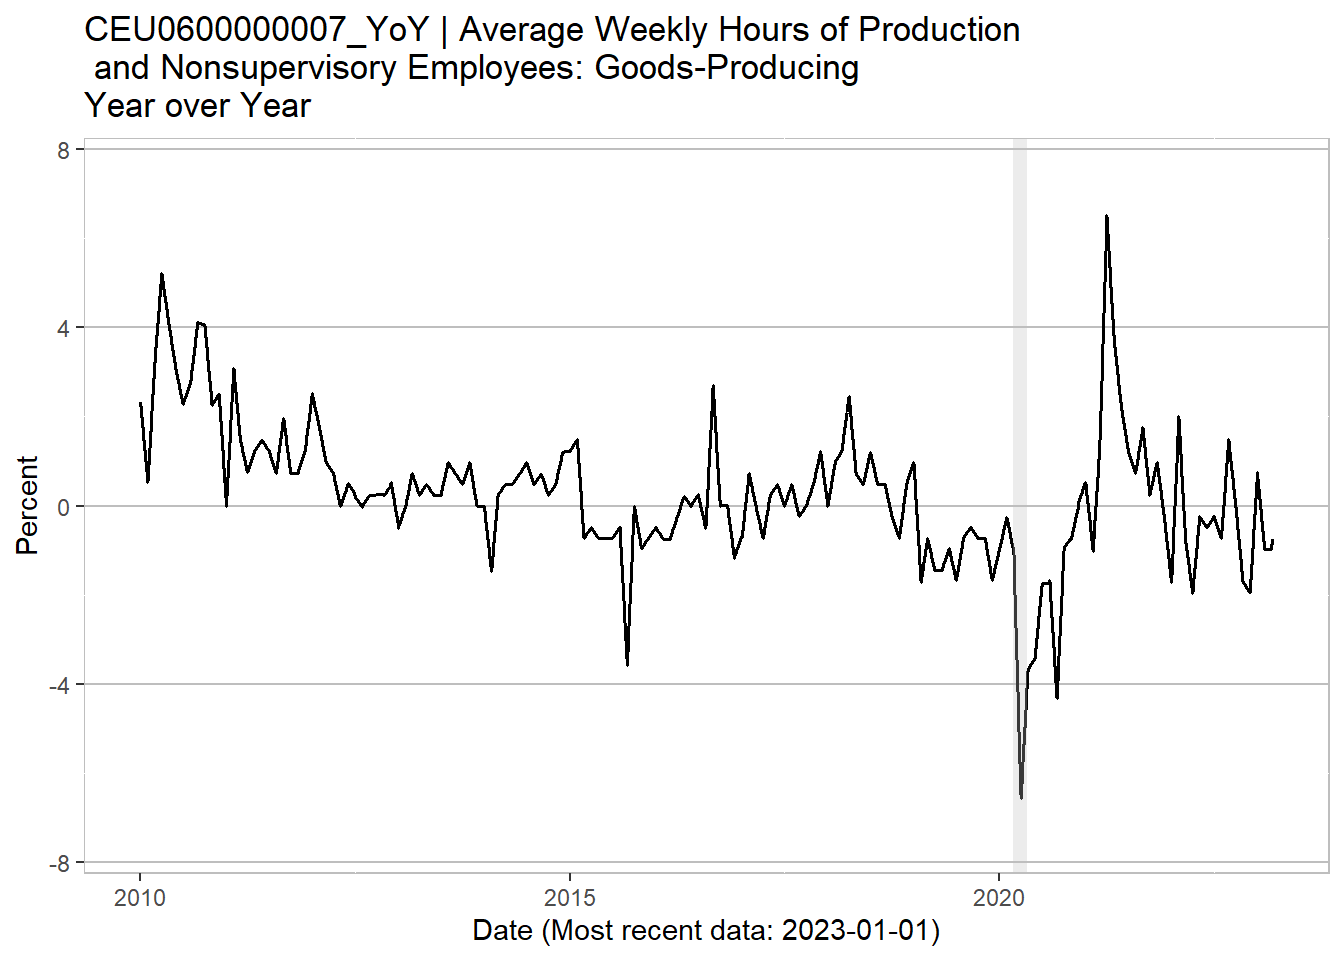 CEU0600000007_YoY | Average Weekly Hours of Production
and Nonsupervisory Employees: Goods-Producing
Year over Year
8
4
0
-4
-8
Percent
2010
2015
2020
Date (Most recent data: 2023-01-01)